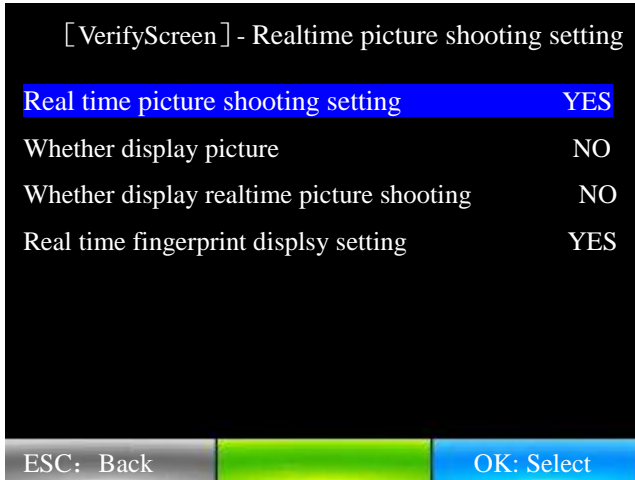 ［VerifyScreen］- Realtime picture shooting setting
Real time picture shooting setting YES
Whether display picture NO
Whether display realtime picture shooting NO
Real time fingerprint displsy setting YES
ESC：Back OK: Select